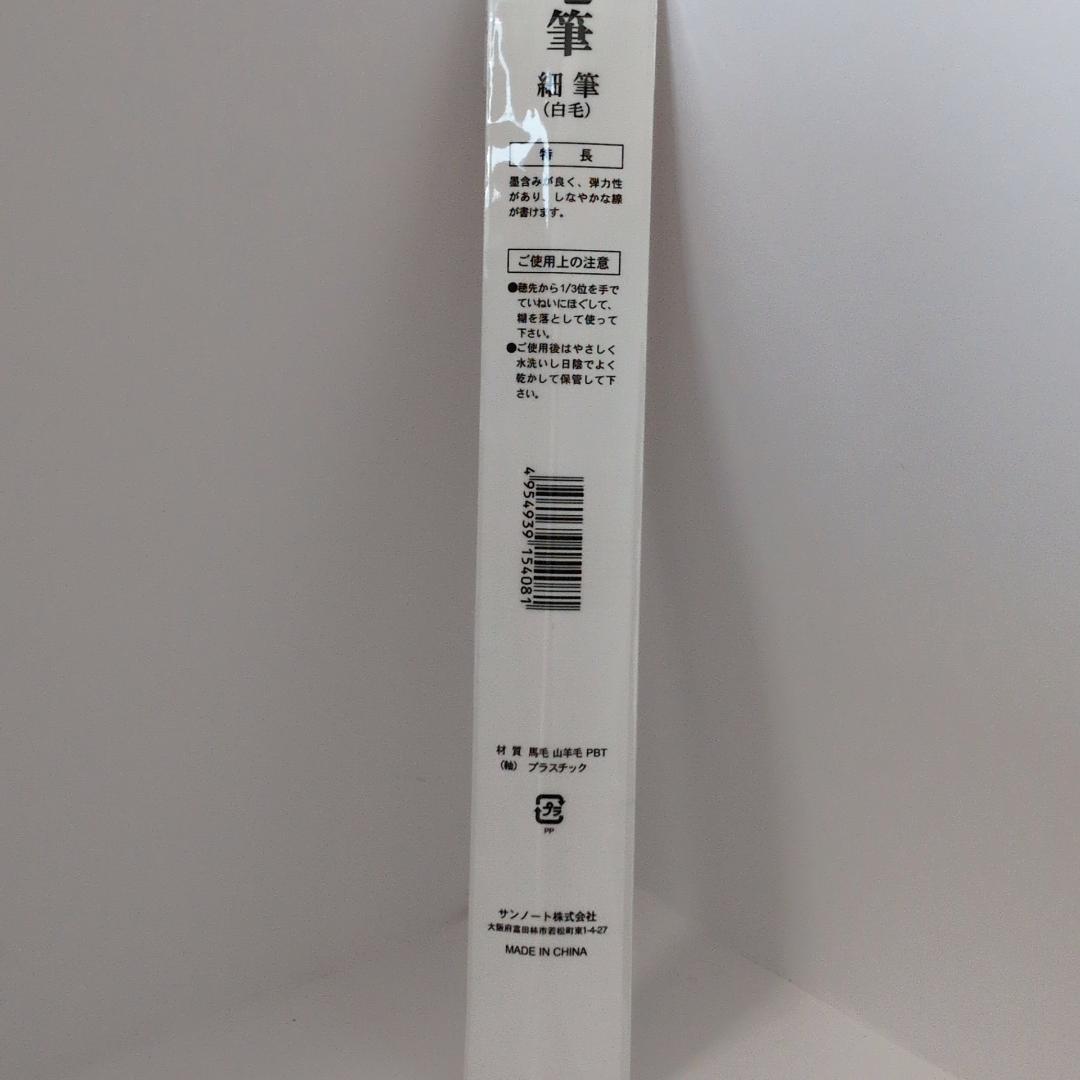 筆
細筆
（白毛）
特 長
墨含みが良く、弾力性
があり、しなやかな線
が書けます。
ご使用上の注意
●穂先から1/3位を手で
ていねいにほぐして、
糊を落として使って
下さい。
●ご使用後はやさしく
水洗いし日陰でよく
乾かして保管して下
さい。
4 954939 154081
材 質 馬毛 山羊毛 PBT
（軸） プラスチック
プラ
PP
サンノート株式会社
大阪府富田林市若松町東1-4-27
MADE IN CHINA